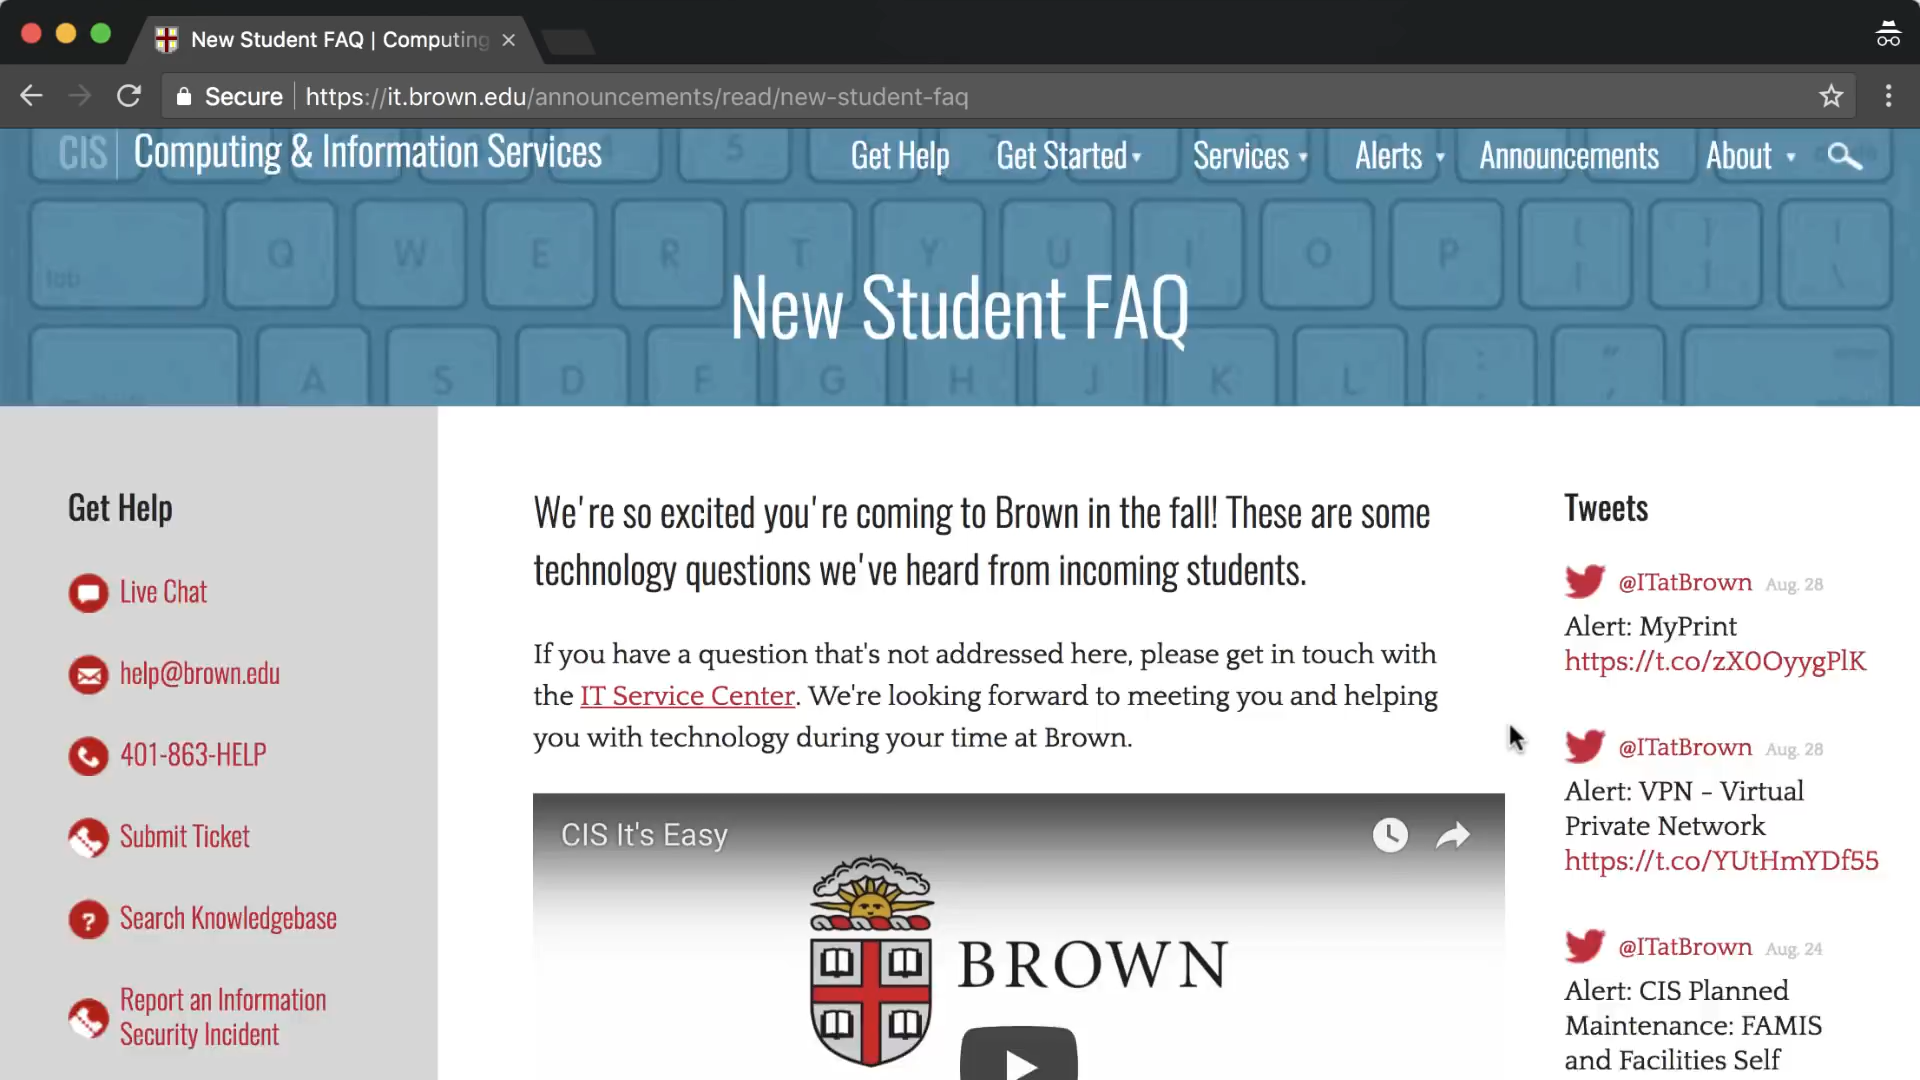 New Student FAQ | Computing
Secure https://it.brown.edu/announcements/read/new-student-faq
CIS Computing & Information Services
Get Help Get Started Services Alerts Announcements About
5
tab Q W E R T Y U I O P { [ } ] | \
New Student FAQ
A S D F G H J K L : ; " '
Get Help
Live Chat
help@brown.edu
401-863-HELP
Submit Ticket
Search Knowledgebase
Report an Information
Security Incident
We're so excited you're coming to Brown in the fall! These are some
technology questions we've heard from incoming students.
If you have a question that's not addressed here, please get in touch with
the IT Service Center. We're looking forward to meeting you and helping
you with technology during your time at Brown.
CIS It's Easy
BROWN
Tweets
@ITatBrown Aug. 28
Alert: MyPrint
https://t.co/zX0OyygPlK
@ITatBrown Aug. 28
Alert: VPN – Virtual
Private Network
https://t.co/YUtHmYDf55
@ITatBrown Aug. 24
Alert: CIS Planned
Maintenance: FAMIS
and Facilities Self